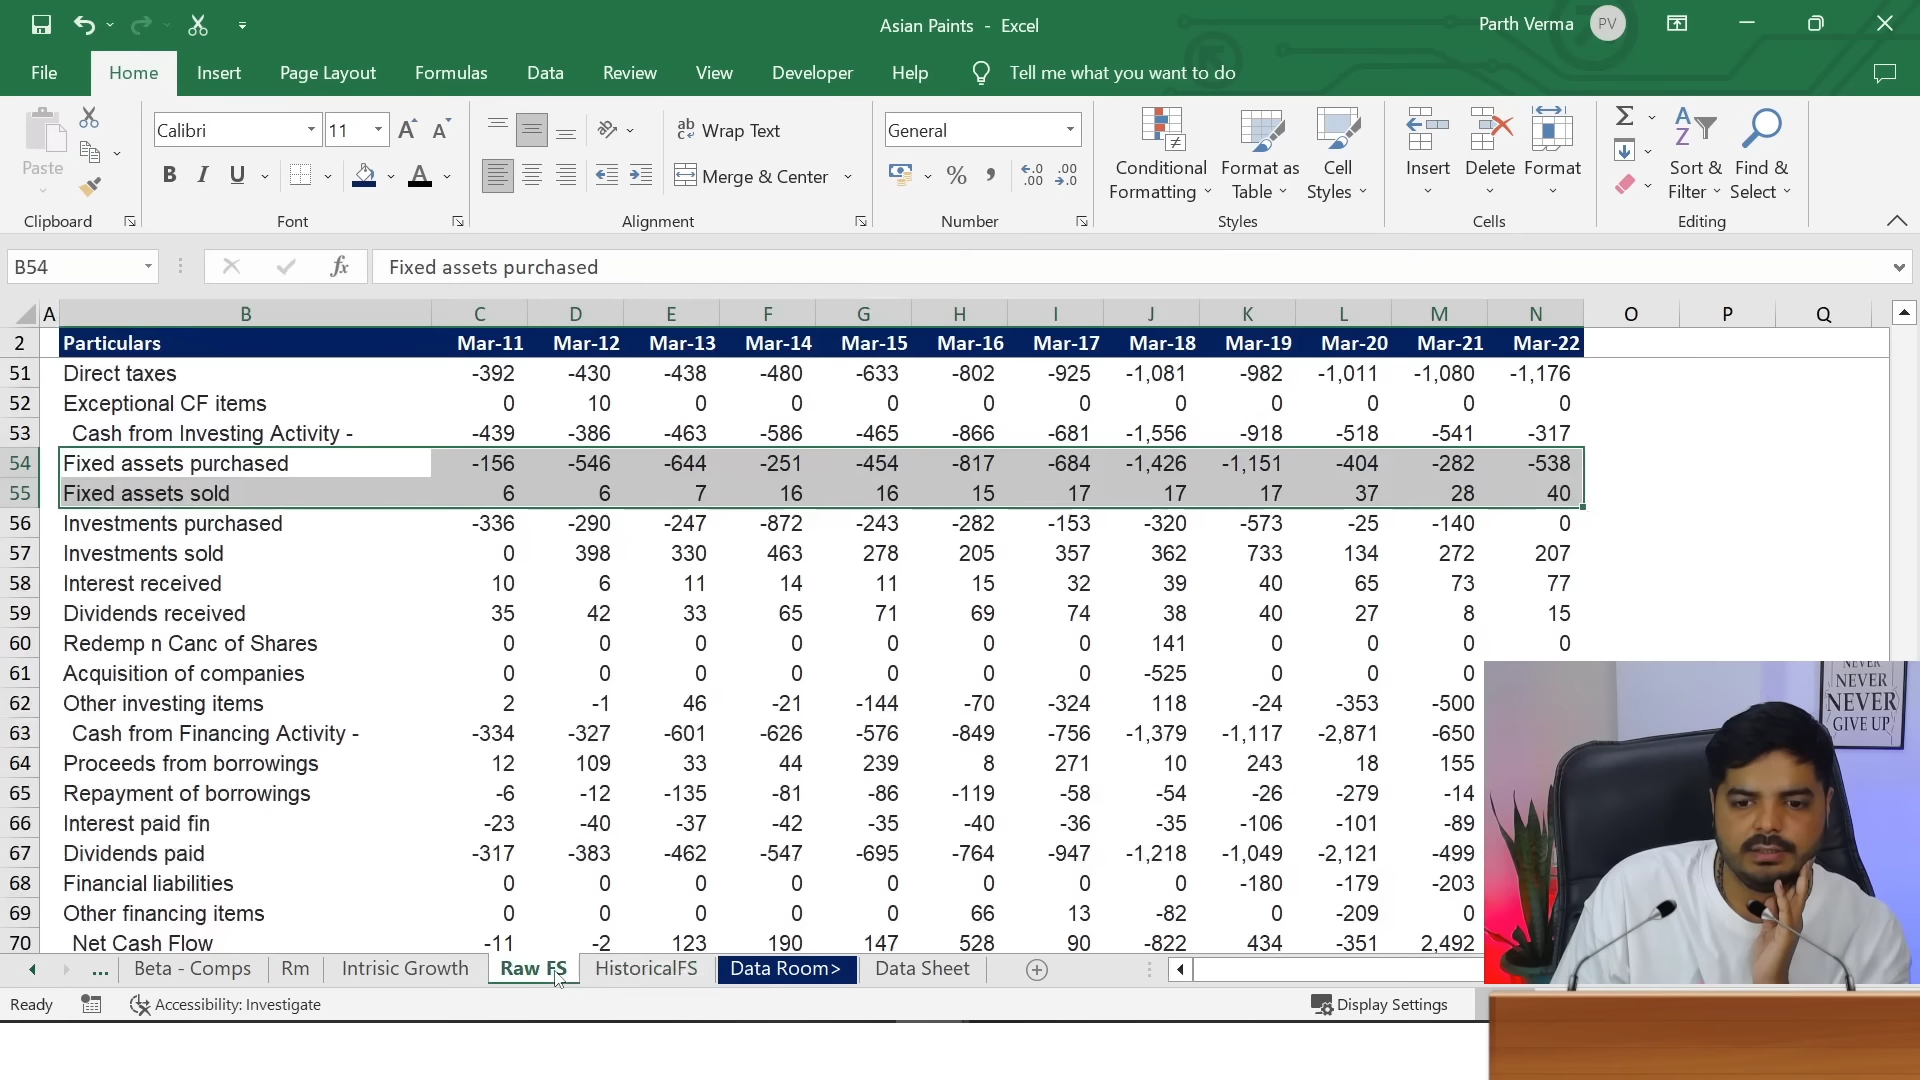 Asian Paints - Excel
Parth Verma PV
File Home Insert Page Layout Formulas Data Review View Developer Help Tell me what you want to do
Calibri 11 ab Wrap Text General
Paste B I U A Merge & Center % , Conditional Formatting Format as Table Cell Styles Insert Delete Format Sort & Filter Find & Select
Clipboard Font Alignment Number Styles Cells Editing
B54 fx Fixed assets purchased
A B C D E F G H I J K L M N O P Q
2 Particulars Mar-11 Mar-12 Mar-13 Mar-14 Mar-15 Mar-16 Mar-17 Mar-18 Mar-19 Mar-20 Mar-21 Mar-22
51 Direct taxes -392 -430 -438 -480 -633 -802 -925 -1,081 -982 -1,011 -1,080 -1,176
52 Exceptional CF items 0 10 0 0 0 0 0 0 0 0 0 0
53 Cash from Investing Activity - -439 -386 -463 -586 -465 -866 -681 -1,556 -918 -518 -541 -317
54 Fixed assets purchased -156 -546 -644 -251 -454 -817 -684 -1,426 -1,151 -404 -282 -538
55 Fixed assets sold 6 6 7 16 16 15 17 17 17 37 28 40
56 Investments purchased -336 -290 -247 -872 -243 -282 -153 -320 -573 -25 -140 0
57 Investments sold 0 398 330 463 278 205 357 362 733 134 272 207
58 Interest received 10 6 11 14 11 15 32 39 40 65 73 77
59 Dividends received 35 42 33 65 71 69 74 38 40 27 8 15
60 Redemp n Canc of Shares 0 0 0 0 0 0 0 141 0 0 0 0
61 Acquisition of companies 0 0 0 0 0 0 0 -525 0 0 0
62 Other investing items 2 -1 46 -21 -144 -70 -324 118 -24 -353 -500
63 Cash from Financing Activity - -334 -327 -601 -626 -576 -849 -756 -1,379 -1,117 -2,871 -650
64 Proceeds from borrowings 12 109 33 44 239 8 271 10 243 18 155
65 Repayment of borrowings -6 -12 -135 -81 -86 -119 -58 -54 -26 -279 -14
66 Interest paid fin -23 -40 -37 -42 -35 -40 -36 -35 -106 -101 -89
67 Dividends paid -317 -383 -462 -547 -695 -764 -947 -1,218 -1,049 -2,121 -499
68 Financial liabilities 0 0 0 0 0 0 0 0 -180 -179 -203
69 Other financing items 0 0 0 0 0 66 13 -82 0 -209 0
70 Net Cash Flow -11 -2 123 190 147 528 90 -822 434 -351 2,492
NEVER
NEVER
NEVER
GIVE UP
... Beta - Comps Rm Intrisic Growth Raw FS HistoricalFS Data Room> Data Sheet
Ready Accessibility: Investigate Display Settings